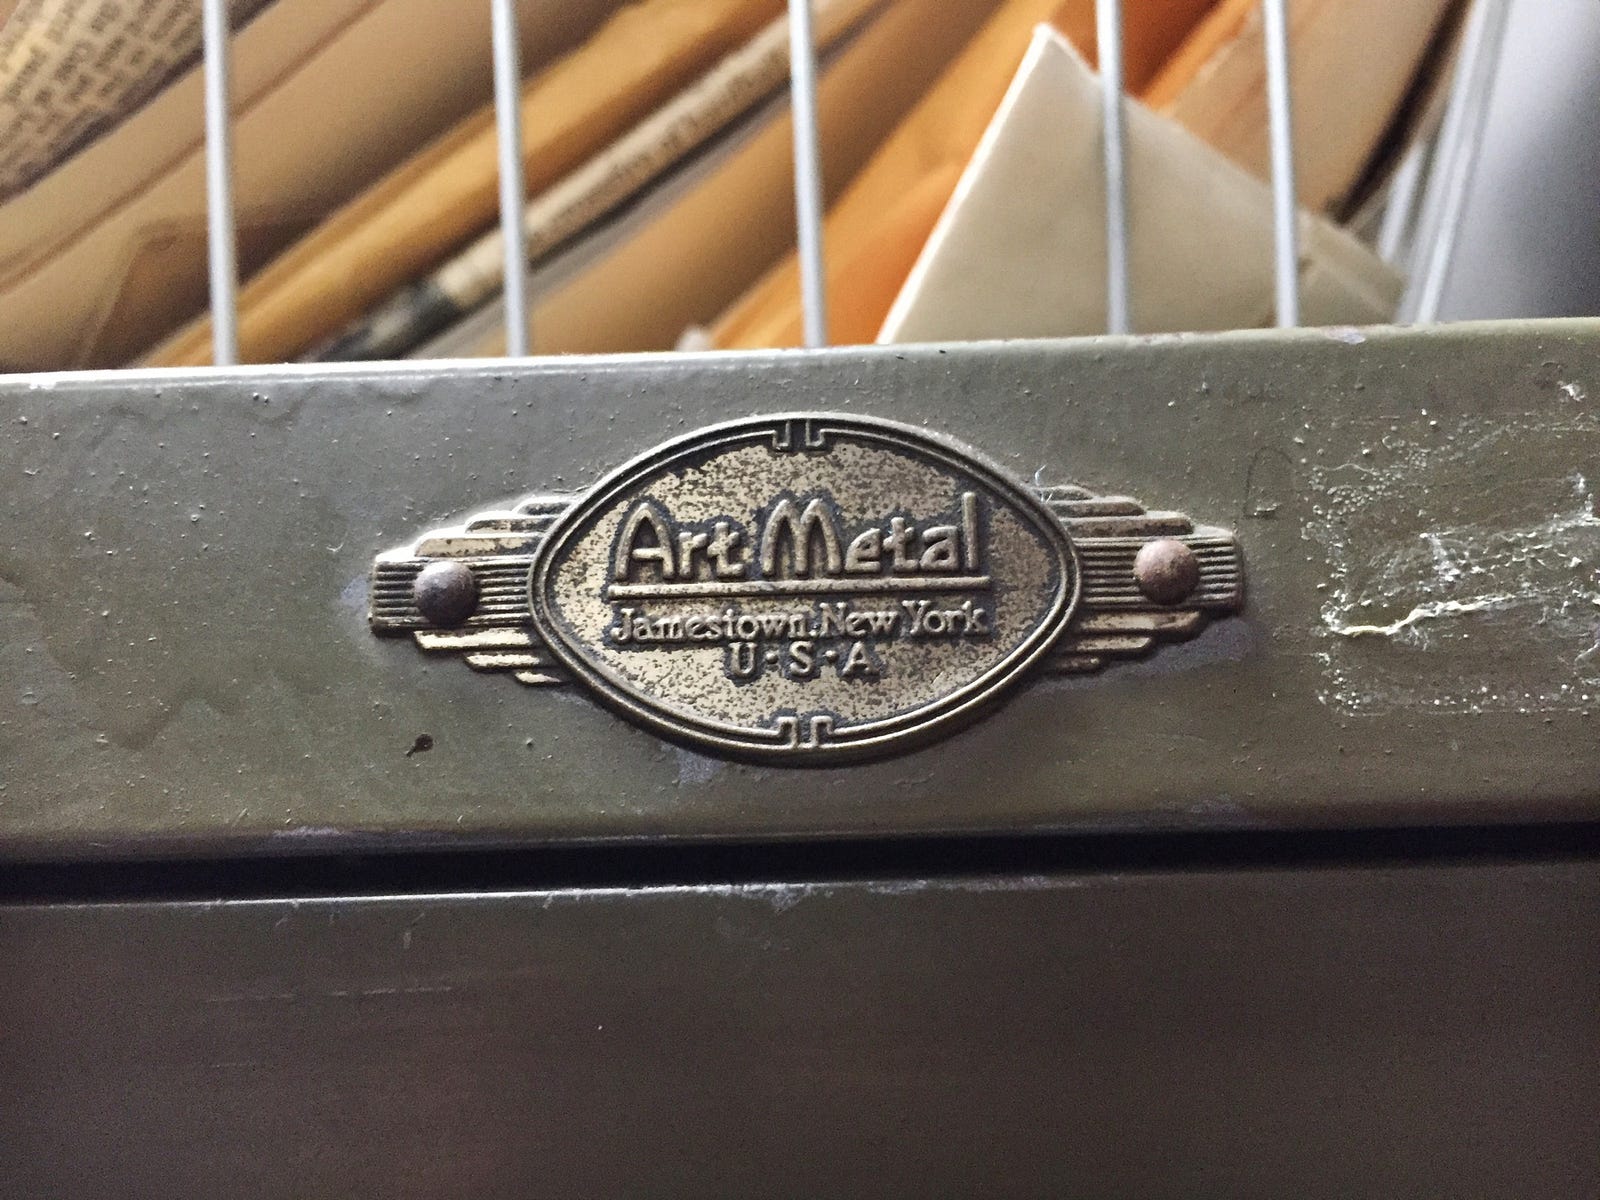 Art Metal
Jamestown, New York
U·S·A